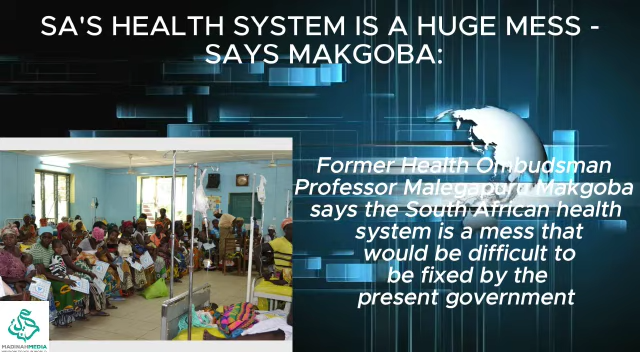 SA'S HEALTH SYSTEM IS A HUGE MESS -
SAYS MAKGOBA:
Former Health Ombudsman
Professor Malegapuru Makgoba
says the South African health
system is a mess that
would be difficult to
be fixed by the
present government
MADINAHMEDIA